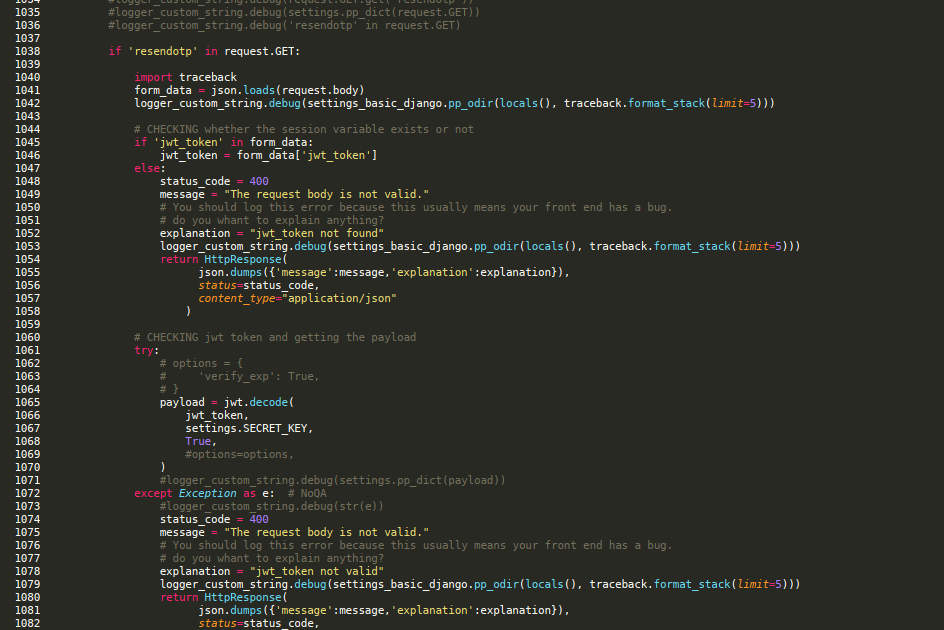 1034 #logger_custom_string.debug(request.GET.get('resendotp'))
1035 #logger_custom_string.debug(settings.pp_dict(request.GET))
1036 #logger_custom_string.debug('resendotp' in request.GET)
1037
1038 if 'resendotp' in request.GET:
1039
1040 import traceback
1041 form_data = json.loads(request.body)
1042 logger_custom_string.debug(settings_basic_django.pp_odir(locals(), traceback.format_stack(limit=5)))
1043
1044 # CHECKING whether the session variable exists or not
1045 if 'jwt_token' in form_data:
1046 jwt_token = form_data['jwt_token']
1047 else:
1048 status_code = 400
1049 message = "The request body is not valid."
1050 # You should log this error because this usually means your front end has a bug.
1051 # do you whant to explain anything?
1052 explanation = "jwt_token not found"
1053 logger_custom_string.debug(settings_basic_django.pp_odir(locals(), traceback.format_stack(limit=5)))
1054 return HttpResponse(
1055 json.dumps({'message':message,'explanation':explanation}),
1056 status=status_code,
1057 content_type="application/json"
1058 )
1059
1060 # CHECKING jwt token and getting the payload
1061 try:
1062 # options = {
1063 #     'verify_exp': True,
1064 # }
1065 payload = jwt.decode(
1066 jwt_token,
1067 settings.SECRET_KEY,
1068 True,
1069 #options=options,
1070 )
1071 #logger_custom_string.debug(settings.pp_dict(payload))
1072 except Exception as e:  # NoQA
1073 #logger_custom_string.debug(str(e))
1074 status_code = 400
1075 message = "The request body is not valid."
1076 # You should log this error because this usually means your front end has a bug.
1077 # do you whant to explain anything?
1078 explanation = "jwt_token not valid"
1079 logger_custom_string.debug(settings_basic_django.pp_odir(locals(), traceback.format_stack(limit=5)))
1080 return HttpResponse(
1081 json.dumps({'message':message,'explanation':explanation}),
1082 status=status_code,